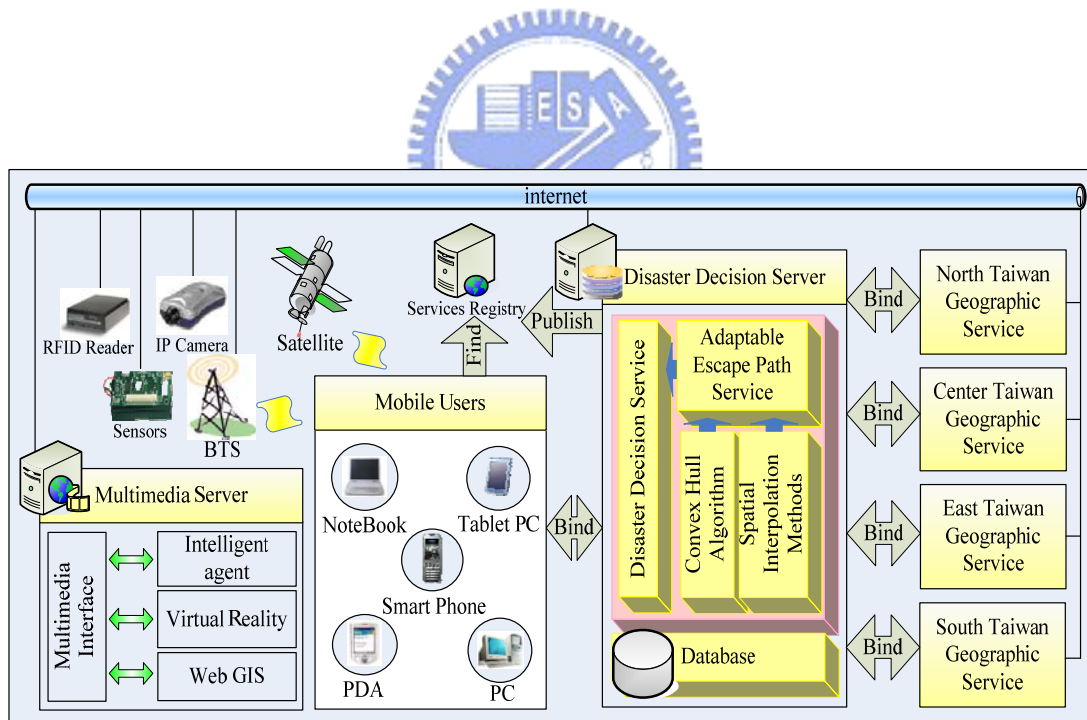 ESA
internet
RFID Reader
IP Camera
Sensors
BTS
Satellite
Services Registry
Find
Publish
Disaster Decision Server
Multimedia Server
Multimedia
Interface
Intelligent
agent
Virtual Reality
Web GIS
Mobile Users
NoteBook
Tablet PC
Smart Phone
PDA
PC
Bind
Disaster Decision Service
Adaptable
Escape Path
Service
Convex Hull
Algorithm
Spatial
Interpolation
Methods
Database
Bind
North Taiwan
Geographic
Service
Bind
Center Taiwan
Geographic
Service
Bind
East Taiwan
Geographic
Service
Bind
South Taiwan
Geographic
Service